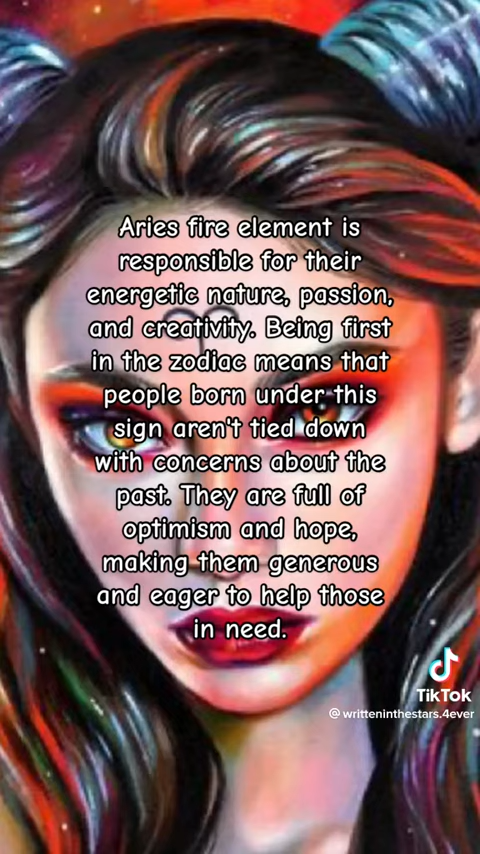 Aries fire element is
responsible for their
energetic nature, passion,
and creativity. Being first
in the zodiac means that
people born under this
sign aren't tied down
with concerns about the
past. They are full of
optimism and hope,
making them generous
and eager to help those
in need.
TikTok
@writteninthestars.4ever